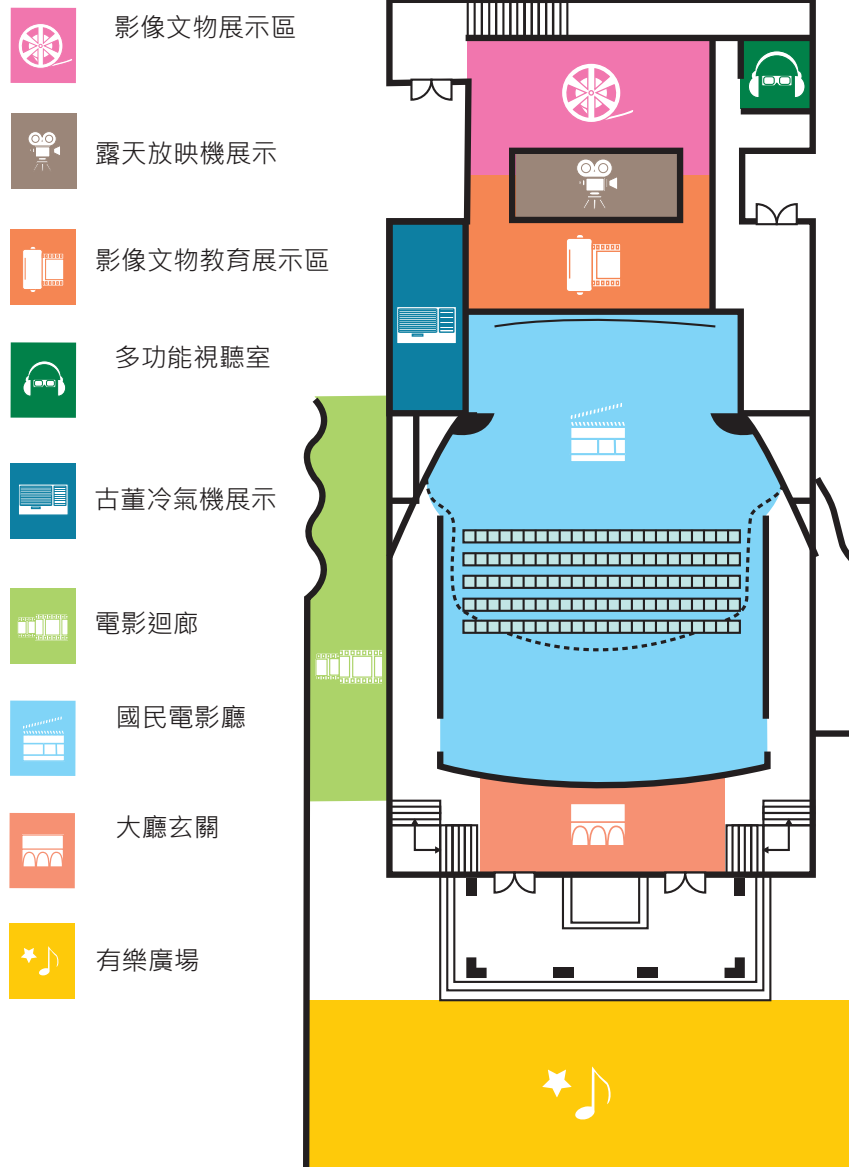 影像文物展示區
露天放映機展示
影像文物教育展示區
多功能視聽室
古董冷氣機展示
電影迴廊
國民電影廳
大廳玄關
有樂廣場